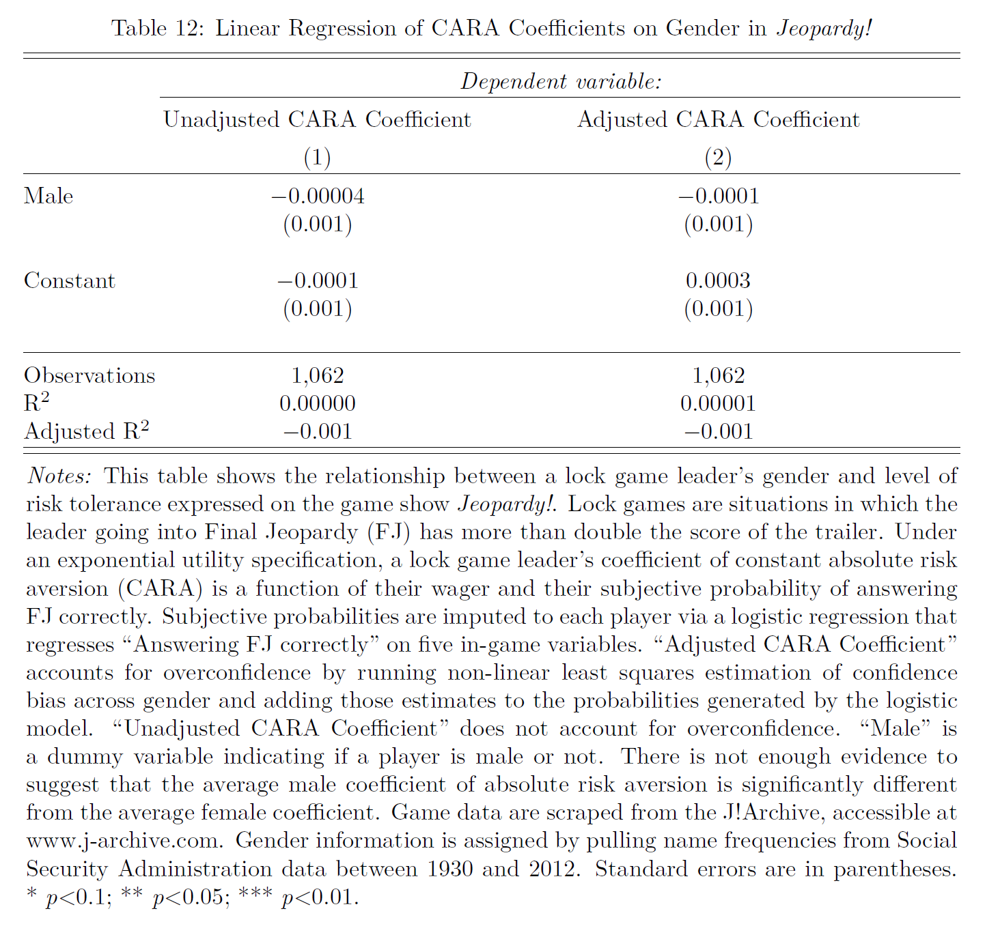 Table 12: Linear Regression of CARA Coefficients on Gender in Jeopardy!
Dependent variable:
Unadjusted CARA Coefficient Adjusted CARA Coefficient
(1) (2)
Male −0.00004 −0.0001
(0.001) (0.001)
Constant −0.0001 0.0003
(0.001) (0.001)
Observations 1,062 1,062
R² 0.00000 0.00001
Adjusted R² −0.001 −0.001
Notes: This table shows the relationship between a lock game leader's gender and level of
risk tolerance expressed on the game show Jeopardy!. Lock games are situations in which the
leader going into Final Jeopardy (FJ) has more than double the score of the trailer. Under
an exponential utility specification, a lock game leader's coefficient of constant absolute risk
aversion (CARA) is a function of their wager and their subjective probability of answering
FJ correctly. Subjective probabilities are imputed to each player via a logistic regression that
regresses “Answering FJ correctly” on five in-game variables. “Adjusted CARA Coefficient”
accounts for overconfidence by running non-linear least squares estimation of confidence
bias across gender and adding those estimates to the probabilities generated by the logistic
model. “Unadjusted CARA Coefficient” does not account for overconfidence. “Male” is
a dummy variable indicating if a player is male or not. There is not enough evidence to
suggest that the average male coefficient of absolute risk aversion is significantly different
from the average female coefficient. Game data are scraped from the J!Archive, accessible at
www.j-archive.com. Gender information is assigned by pulling name frequencies from Social
Security Administration data between 1930 and 2012. Standard errors are in parentheses.
* p<0.1; ** p<0.05; *** p<0.01.